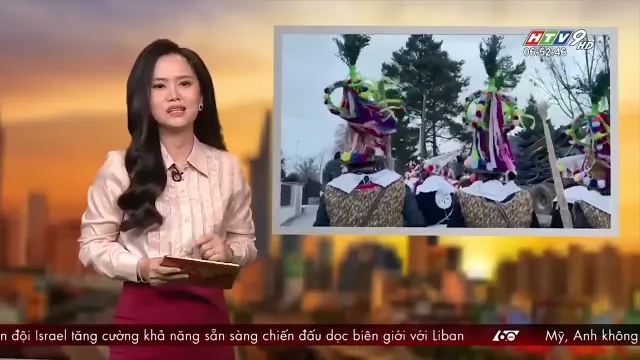 HTV9 HD
06:52:46
n đội Israel tăng cường khả năng sẵn sàng chiến đấu dọc biên giới với Liban 60 Mỹ, Anh không